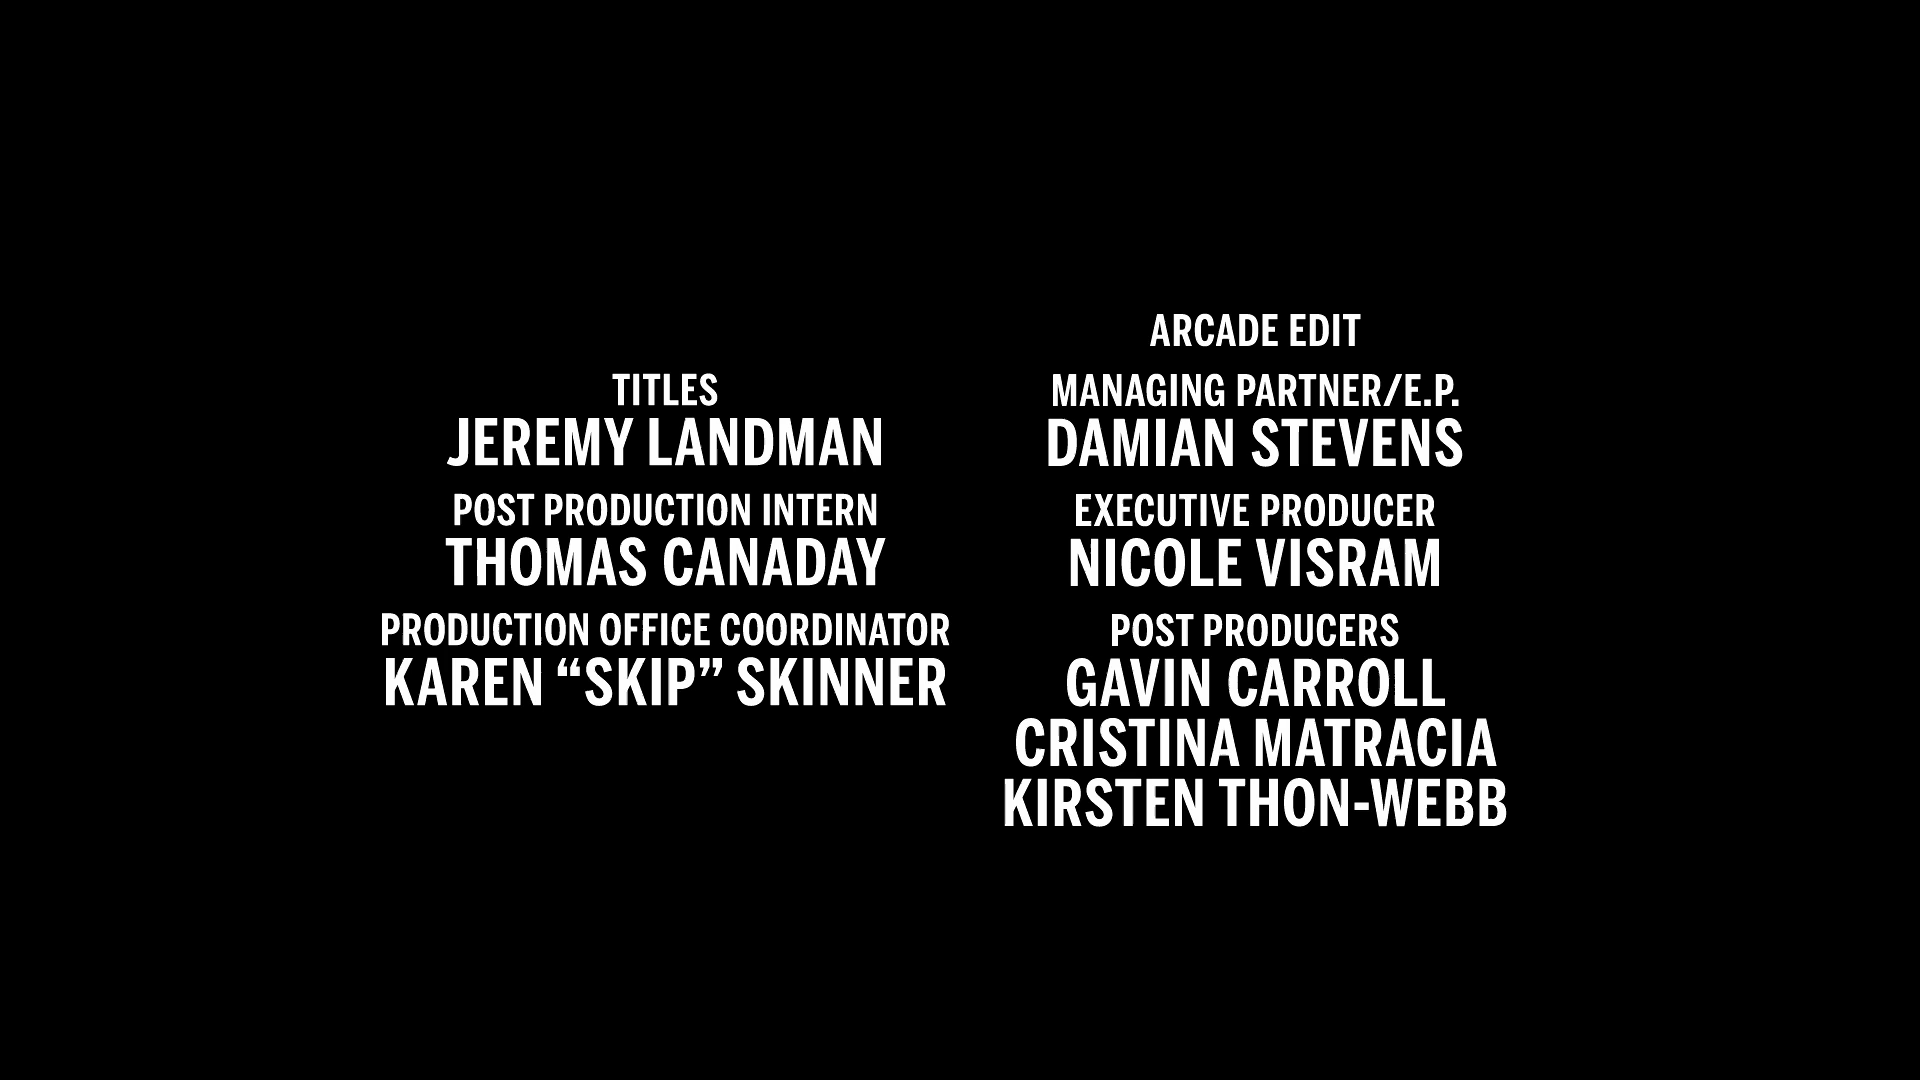 TITLES
JEREMY LANDMAN
POST PRODUCTION INTERN
THOMAS CANADAY
PRODUCTION OFFICE COORDINATOR
KAREN “SKIP” SKINNER
ARCADE EDIT
MANAGING PARTNER/E.P.
DAMIAN STEVENS
EXECUTIVE PRODUCER
NICOLE VISRAM
POST PRODUCERS
GAVIN CARROLL
CRISTINA MATRACIA
KIRSTEN THON-WEBB